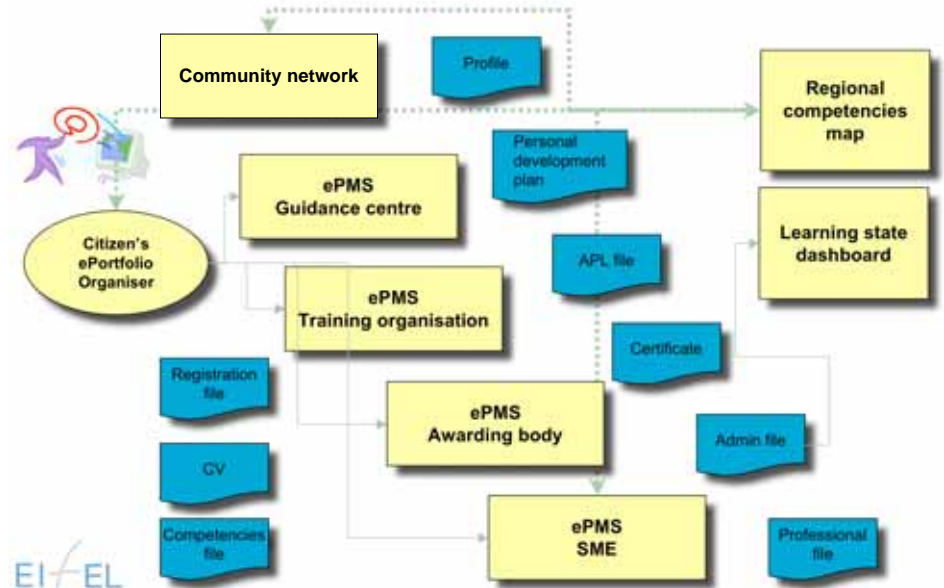 Community network
Profile
Regional
competencies
map
Personal
development
plan
ePMS
Guidance centre
Citizen's
ePortfolio
Organiser
Learning state
dashboard
APL file
ePMS
Training organisation
Certificate
Registration
file
ePMS
Awarding body
Admin file
CV
ePMS
SME
Competencies
file
Professional
file
EIfEL